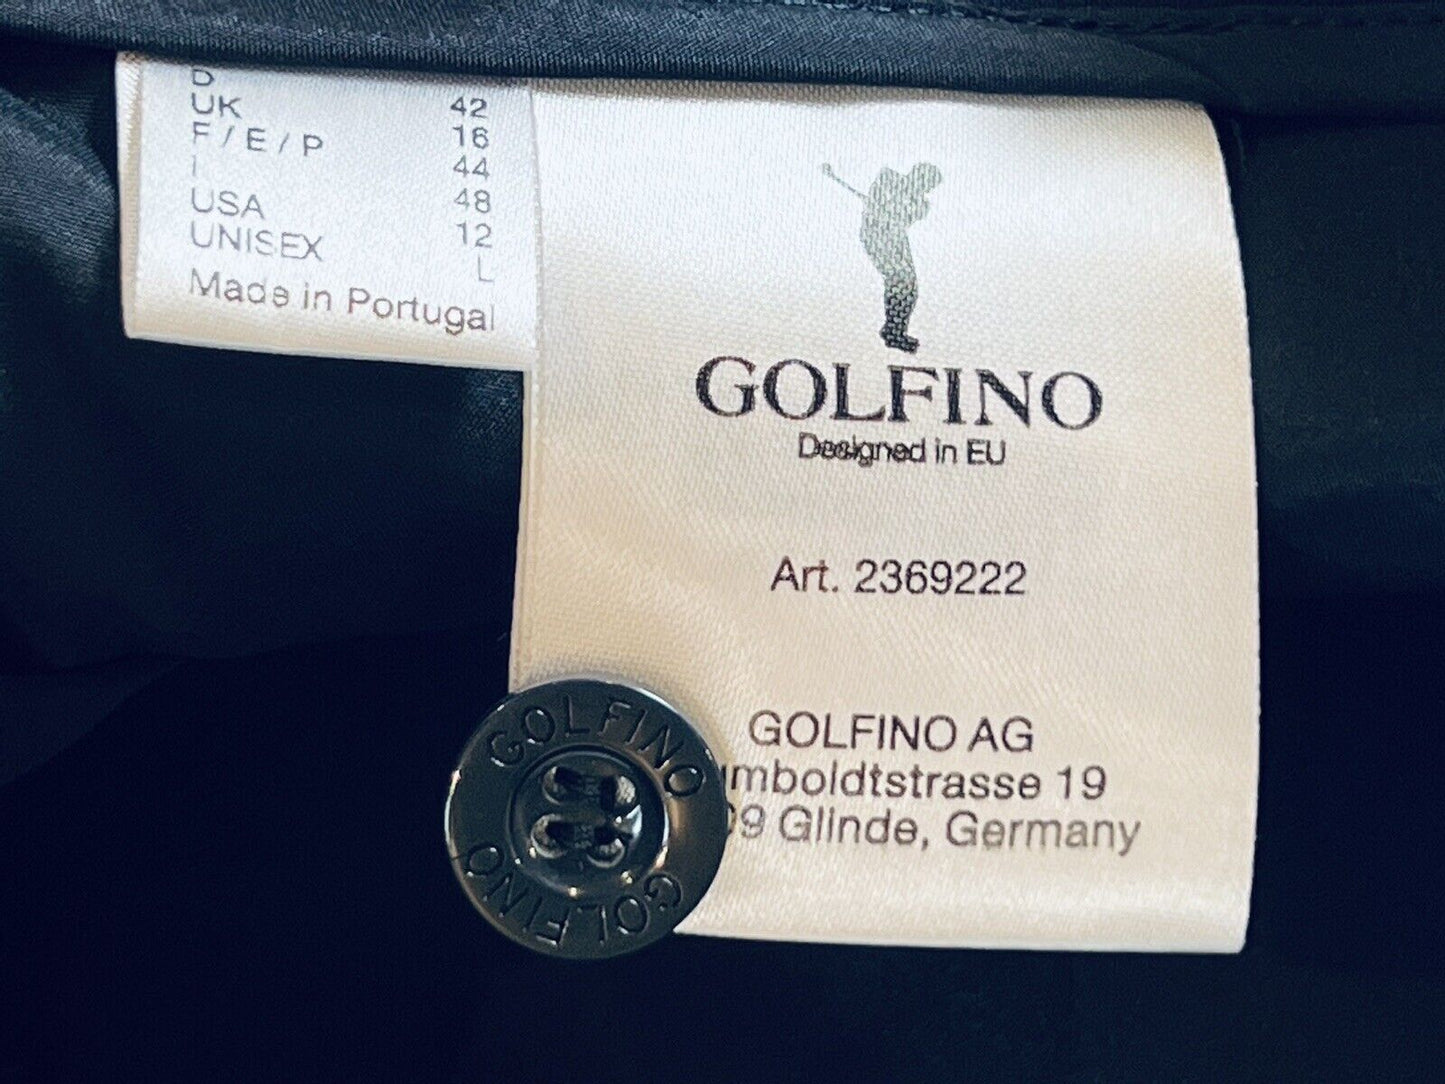 D 42
UK 16
F / E / P 44
I 48
USA 12
UNISEX L
Made in Portugal
GOLFINO
Designed in EU
Art. 2369222
GOLFINO AG
mboldtstrasse 19
9 Glinde, Germany
GOLFINO
GOLFINO